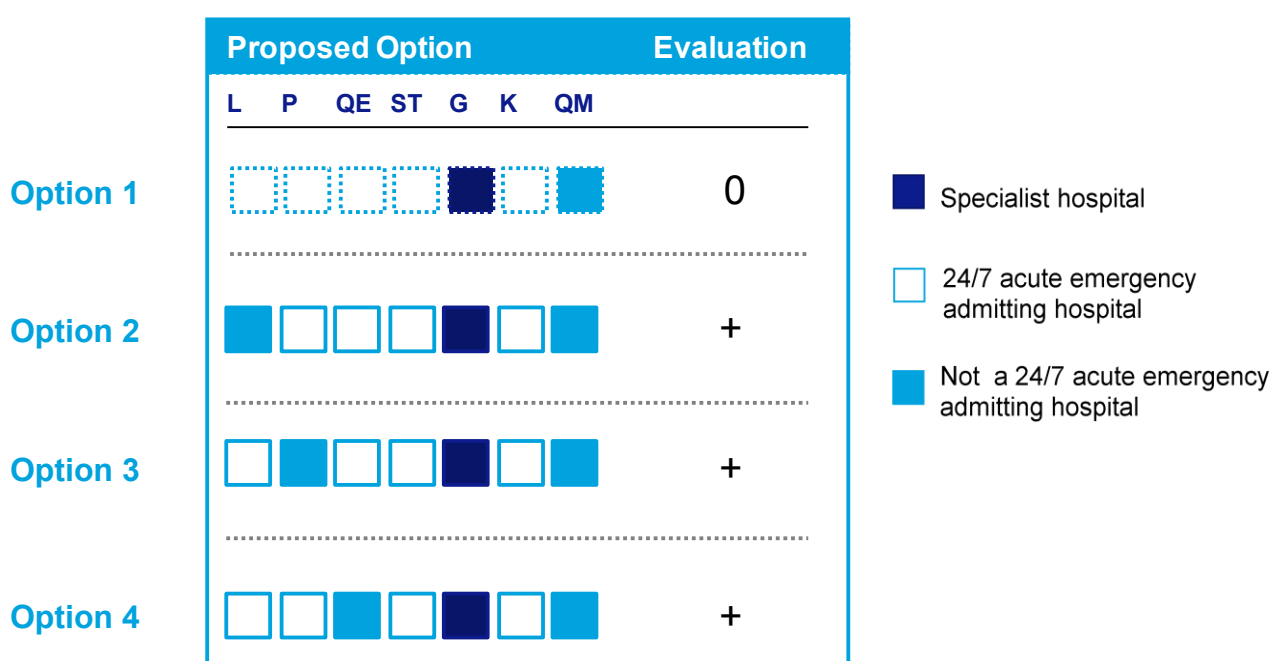 Proposed Option Evaluation
L P QE ST G K QM
Option 1 0
Specialist hospital
24/7 acute emergency
admitting hospital
Option 2 +
Not a 24/7 acute emergency
admitting hospital
Option 3 +
Option 4 +